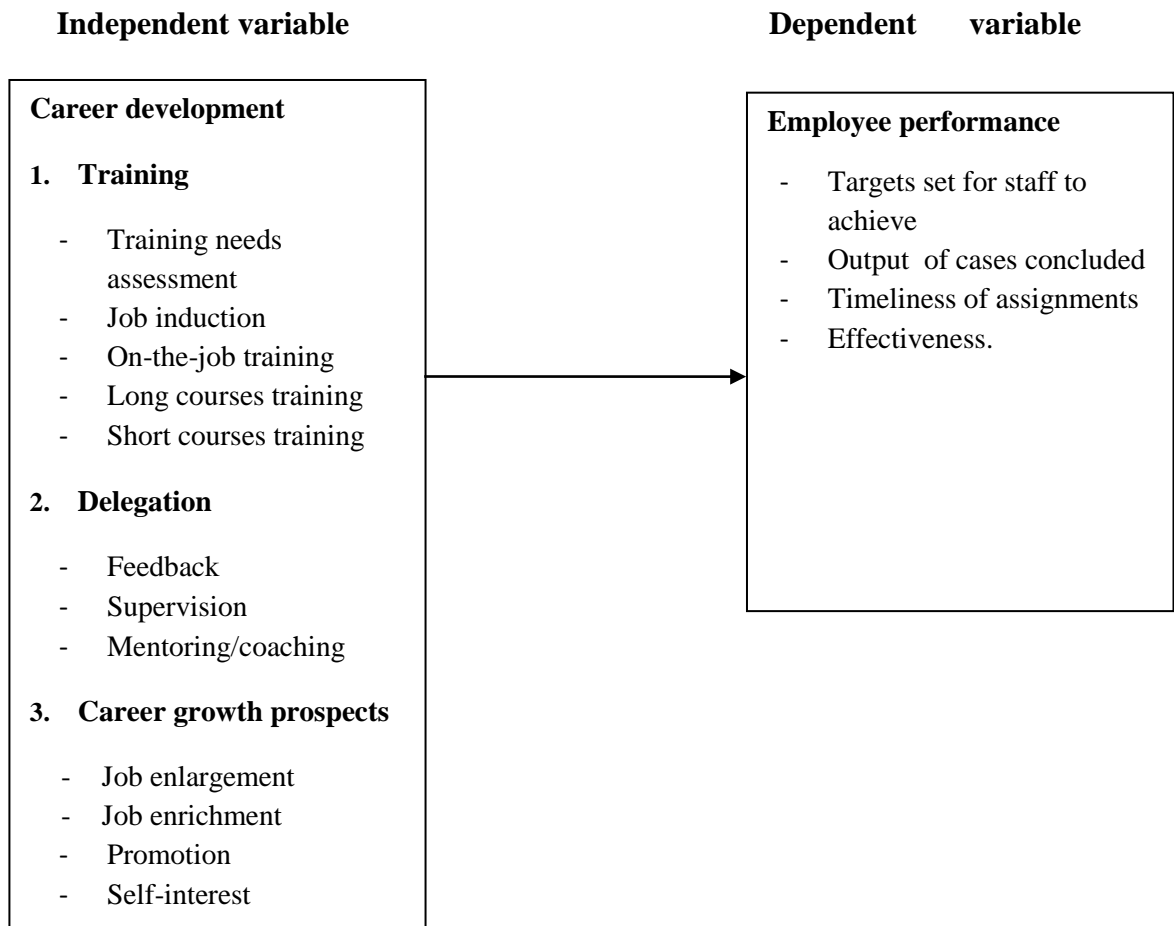 Independent variable
Dependent variable
Career development
1. Training
- Training needs
assessment
- Job induction
- On-the-job training
- Long courses training
- Short courses training
2. Delegation
- Feedback
- Supervision
- Mentoring/coaching
3. Career growth prospects
- Job enlargement
- Job enrichment
- Promotion
- Self-interest
Employee performance
- Targets set for staff to
achieve
- Output of cases concluded
- Timeliness of assignments
- Effectiveness.